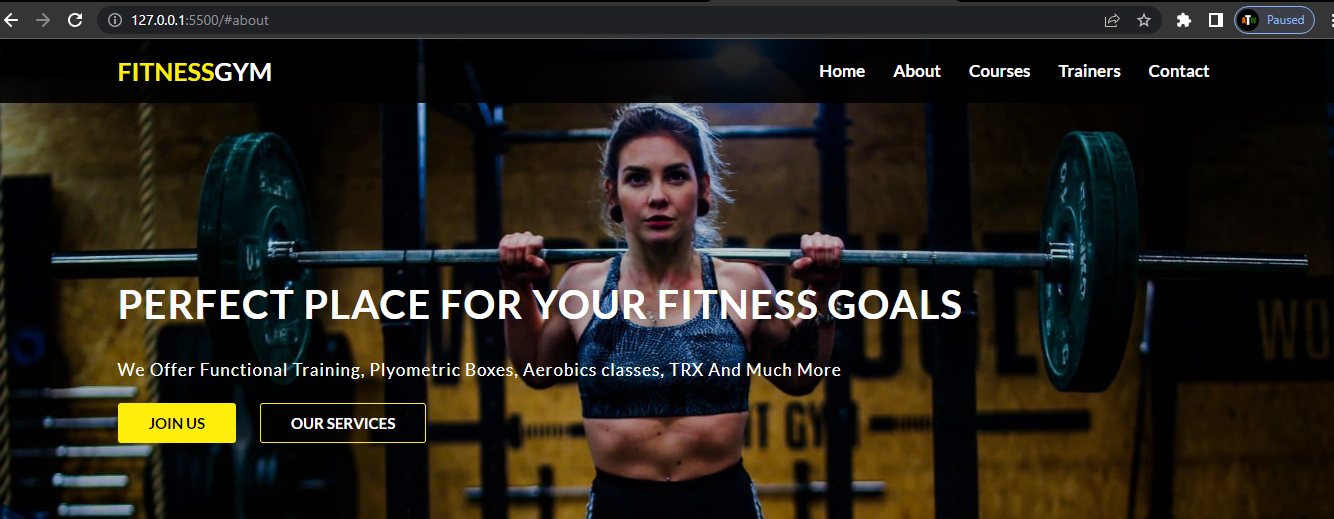 127.0.0.1:5500/#about
ATW
Paused
FITNESSGYM
Home About Courses Trainers Contact
PERFECT PLACE FOR YOUR FITNESS GOALS
We Offer Functional Training, Plyometric Boxes, Aerobics classes, TRX And Much More
JOIN US OUR SERVICES